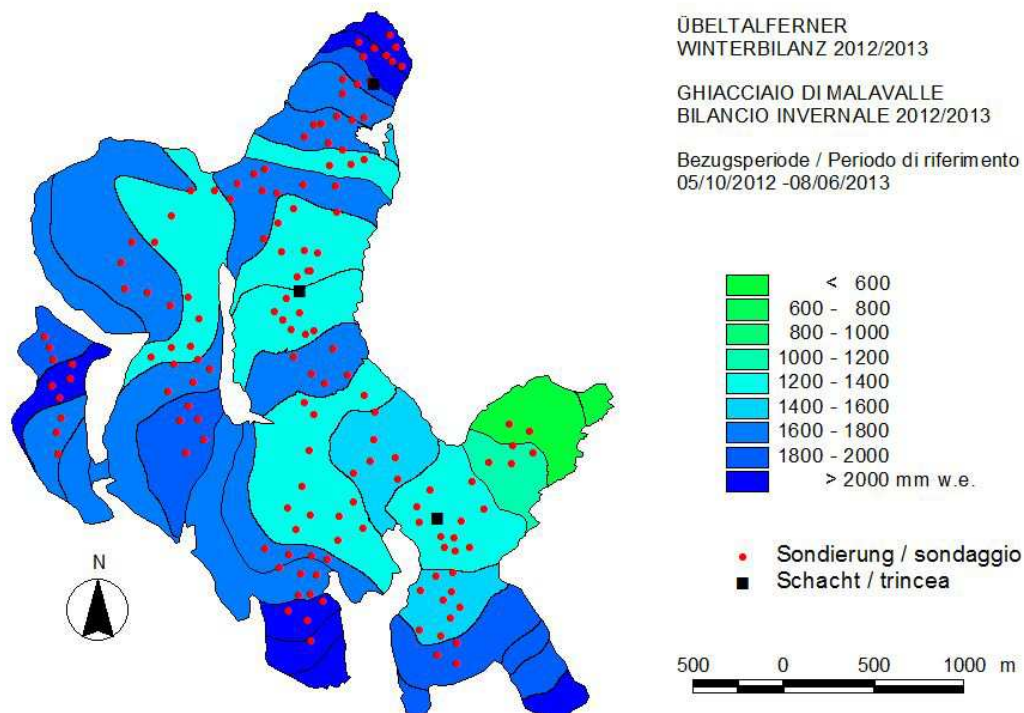 ÜBELTALFERNER
WINTERBILANZ 2012/2013
GHIACCIAIO DI MALAVALLE
BILANCIO INVERNALE 2012/2013
Bezugsperiode / Periodo di riferimento
05/10/2012 -08/06/2013
< 600
600 - 800
800 - 1000
1000 - 1200
1200 - 1400
1400 - 1600
1600 - 1800
1800 - 2000
> 2000 mm w.e.
Sondierung / sondaggio
Schacht / trincea
N
500 0 500 1000 m